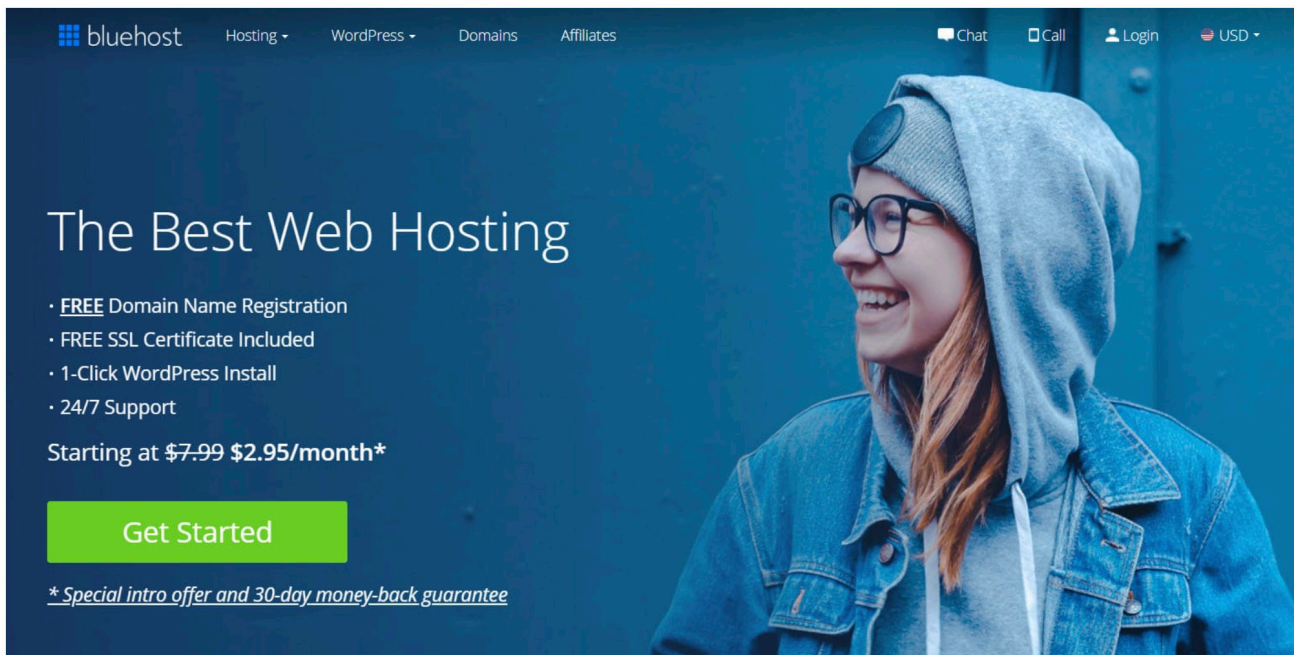 bluehost
Hosting
WordPress
Domains
Affiliates
Chat
Call
Login
USD
The Best Web Hosting
· FREE Domain Name Registration
· FREE SSL Certificate Included
· 1-Click WordPress Install
· 24/7 Support
Starting at $7.99 $2.95/month*
Get Started
* Special intro offer and 30-day money-back guarantee